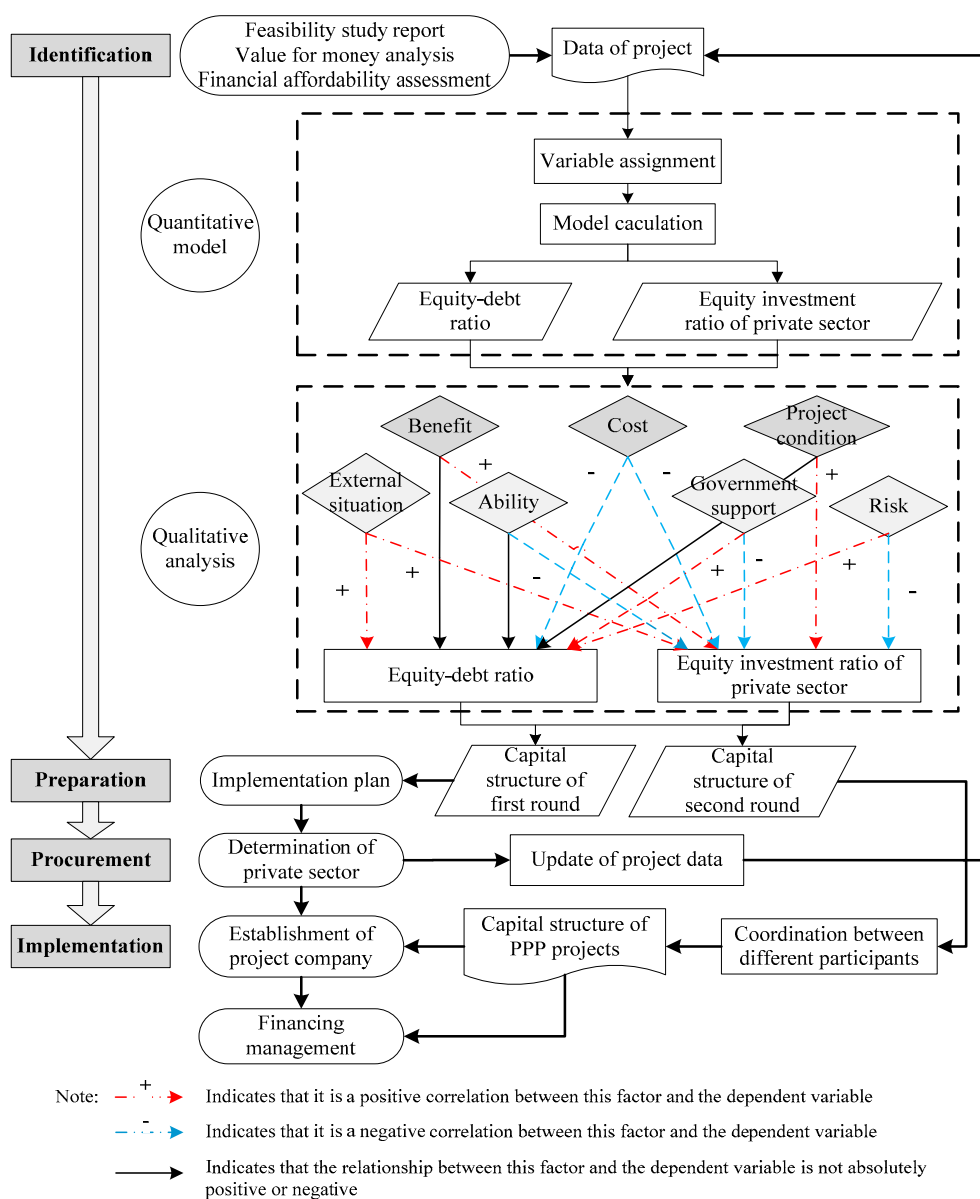 Identification
Feasibility study report
Value for money analysis
Financial affordability assessment
Data of project
Variable assignment
Quantitative
model
Model caculation
Equity-debt
ratio
Equity investment
ratio of private sector
Benefit
Cost
Project
condition
+
-
-
+
External
situation
Ability
Government
support
Risk
Qualitative
analysis
+
+
-
+
-
+
-
Equity-debt ratio
Equity investment ratio of
private sector
Preparation
Implementation plan
Capital
structure of
first round
Capital
structure of
second round
Procurement
Determination of
private sector
Update of project data
Implementation
Establishment of
project company
Capital structure of
PPP projects
Coordination between
different participants
Financing
management
Note:
+
Indicates that it is a positive correlation between this factor and the dependent variable
-
Indicates that it is a negative correlation between this factor and the dependent variable
Indicates that the relationship between this factor and the dependent variable is not absolutely
positive or negative